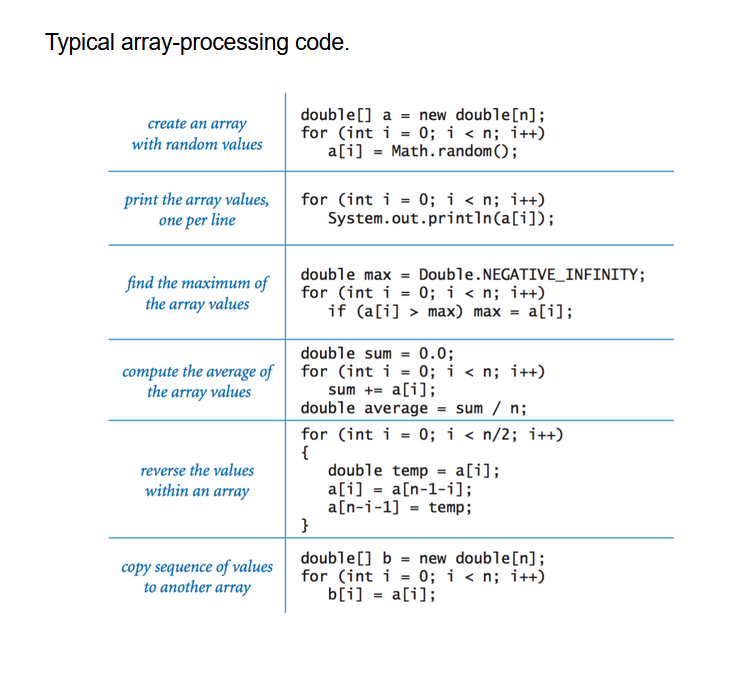 Typical array-processing code.
create an array
with random values
double[] a = new double[n];
for (int i = 0; i < n; i++)
   a[i] = Math.random();
print the array values,
one per line
for (int i = 0; i < n; i++)
   System.out.println(a[i]);
find the maximum of
the array values
double max = Double.NEGATIVE_INFINITY;
for (int i = 0; i < n; i++)
   if (a[i] > max) max = a[i];
compute the average of
the array values
double sum = 0.0;
for (int i = 0; i < n; i++)
   sum += a[i];
double average = sum / n;
reverse the values
within an array
for (int i = 0; i < n/2; i++)
{
   double temp = a[i];
   a[i] = a[n-1-i];
   a[n-i-1] = temp;
}
copy sequence of values
to another array
double[] b = new double[n];
for (int i = 0; i < n; i++)
   b[i] = a[i];